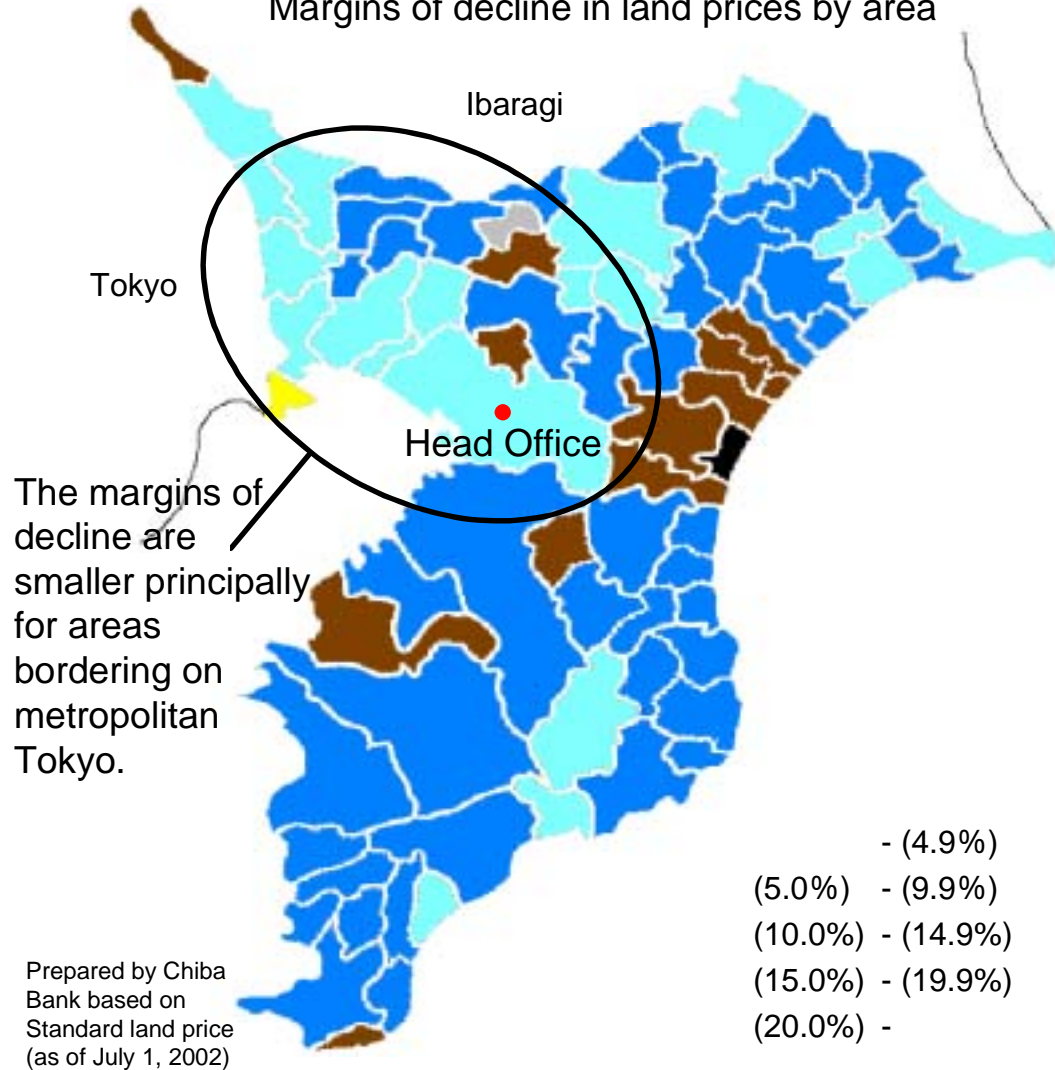 Margins of decline in land prices by area
Ibaragi
Tokyo
Head Office
The margins of
decline are
smaller principally
for areas
bordering on
metropolitan
Tokyo.
- (4.9%)
(5.0%) - (9.9%)
(10.0%) - (14.9%)
(15.0%) - (19.9%)
(20.0%) -
Prepared by Chiba
Bank based on
Standard land price
(as of July 1, 2002)